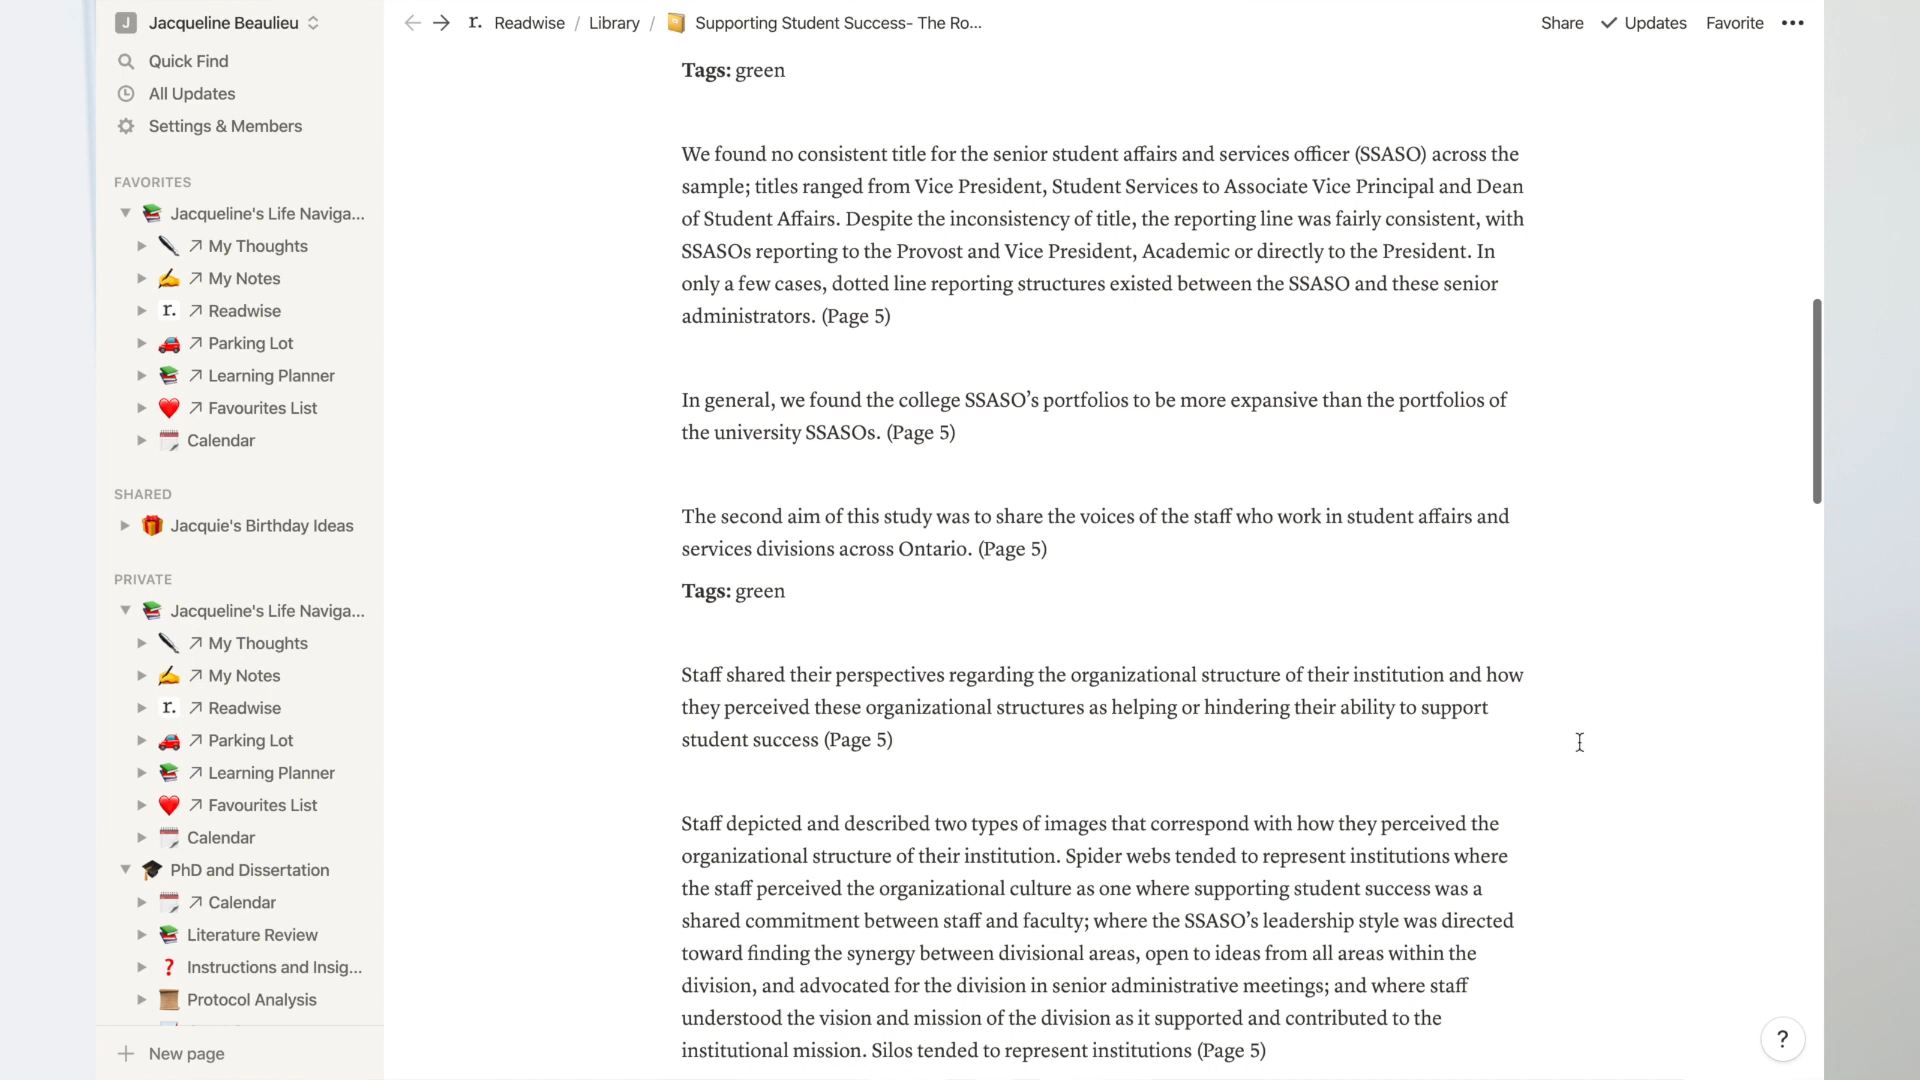 J Jacqueline Beaulieu
Quick Find
All Updates
Settings & Members
FAVORITES
Jacqueline's Life Naviga...
My Thoughts
My Notes
r. Readwise
Parking Lot
Learning Planner
Favourites List
Calendar
SHARED
Jacquie's Birthday Ideas
PRIVATE
Jacqueline's Life Naviga...
My Thoughts
My Notes
r. Readwise
Parking Lot
Learning Planner
Favourites List
Calendar
PhD and Dissertation
Calendar
Literature Review
Instructions and Insig...
Protocol Analysis
New page
r. Readwise / Library / Supporting Student Success- The Ro...
Share Updates Favorite
Tags: green
We found no consistent title for the senior student affairs and services officer (SSASO) across the
sample; titles ranged from Vice President, Student Services to Associate Vice Principal and Dean
of Student Affairs. Despite the inconsistency of title, the reporting line was fairly consistent, with
SSASOs reporting to the Provost and Vice President, Academic or directly to the President. In
only a few cases, dotted line reporting structures existed between the SSASO and these senior
administrators. (Page 5)
In general, we found the college SSASO’s portfolios to be more expansive than the portfolios of
the university SSASOs. (Page 5)
The second aim of this study was to share the voices of the staff who work in student affairs and
services divisions across Ontario. (Page 5)
Tags: green
Staff shared their perspectives regarding the organizational structure of their institution and how
they perceived these organizational structures as helping or hindering their ability to support
student success (Page 5)
Staff depicted and described two types of images that correspond with how they perceived the
organizational structure of their institution. Spider webs tended to represent institutions where
the staff perceived the organizational culture as one where supporting student success was a
shared commitment between staff and faculty; where the SSASO’s leadership style was directed
toward finding the synergy between divisional areas, open to ideas from all areas within the
division, and advocated for the division in senior administrative meetings; and where staff
understood the vision and mission of the division as it supported and contributed to the
institutional mission. Silos tended to represent institutions (Page 5)
?